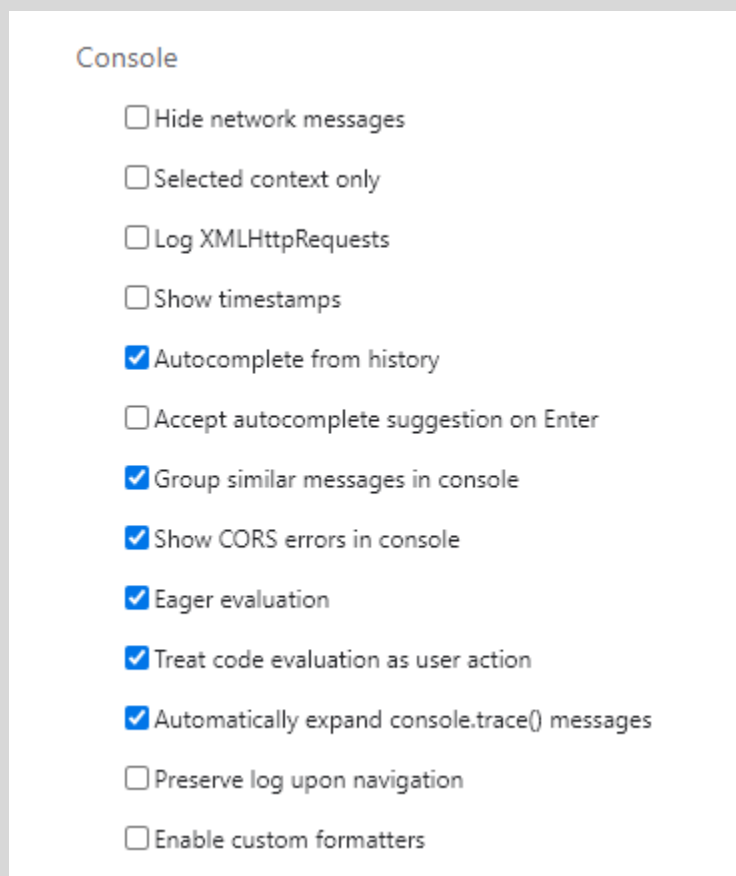 Console
Hide network messages
Selected context only
Log XMLHttpRequests
Show timestamps
Autocomplete from history
Accept autocomplete suggestion on Enter
Group similar messages in console
Show CORS errors in console
Eager evaluation
Treat code evaluation as user action
Automatically expand console.trace() messages
Preserve log upon navigation
Enable custom formatters